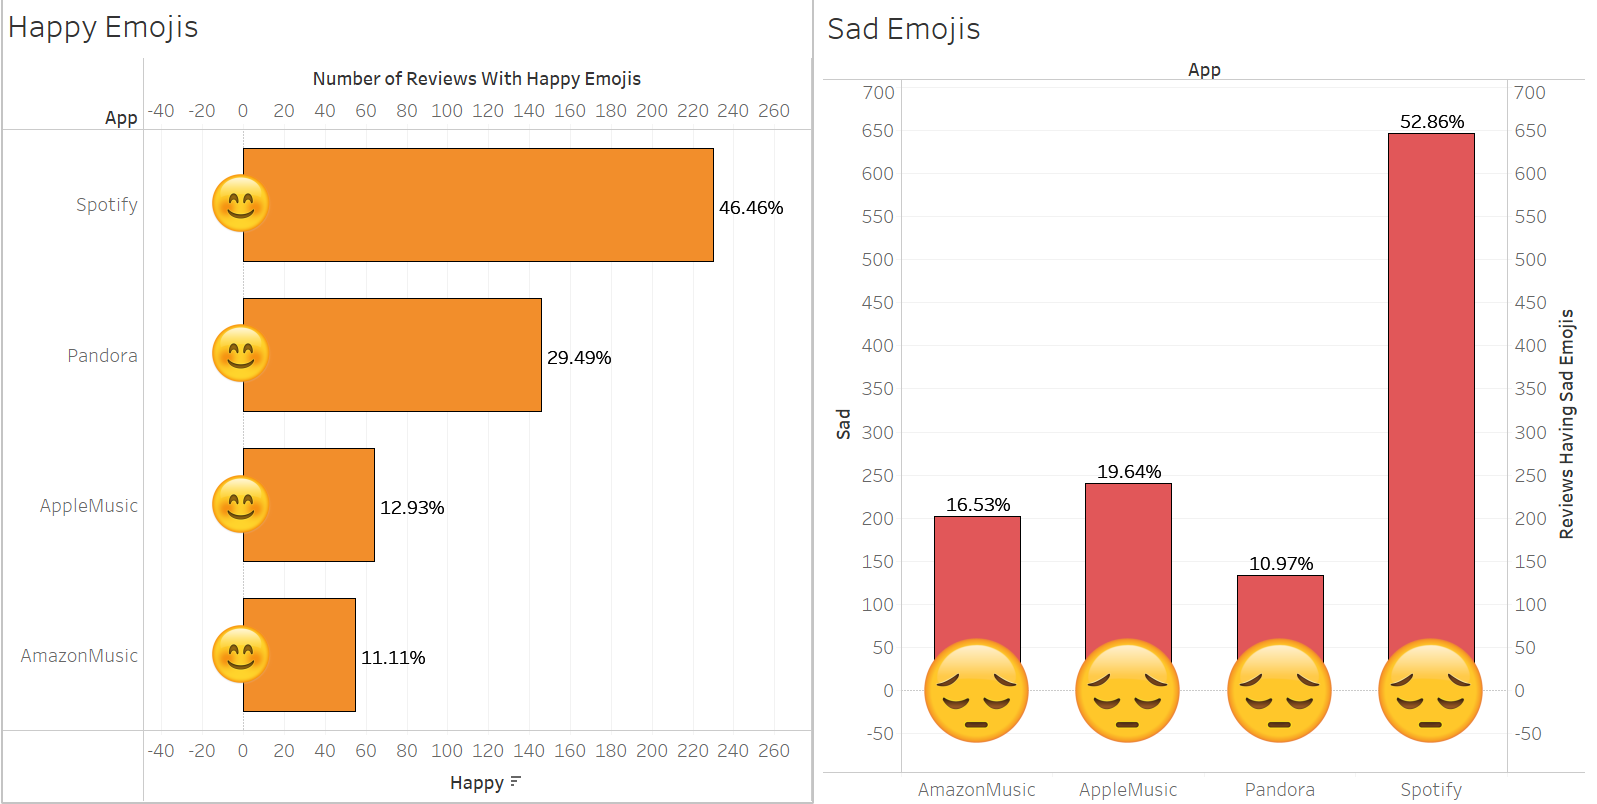 Happy Emojis
Number of Reviews With Happy Emojis
App
-40 -20 0 20 40 60 80 100 120 140 160 180 200 220 240 260
Spotify
46.46%
Pandora
29.49%
AppleMusic
12.93%
AmazonMusic
11.11%
-40 -20 0 20 40 60 80 100 120 140 160 180 200 220 240 260
Happy
Sad Emojis
App
Sad
700 700
650 650
600 600
550 550
500 500
450 450
400 400
350 350
300 300
250 250
200 200
150 150
100 100
50 50
0 0
-50 -50
16.53%
19.64%
10.97%
52.86%
Reviews Having Sad Emojis
AmazonMusic AppleMusic Pandora Spotify